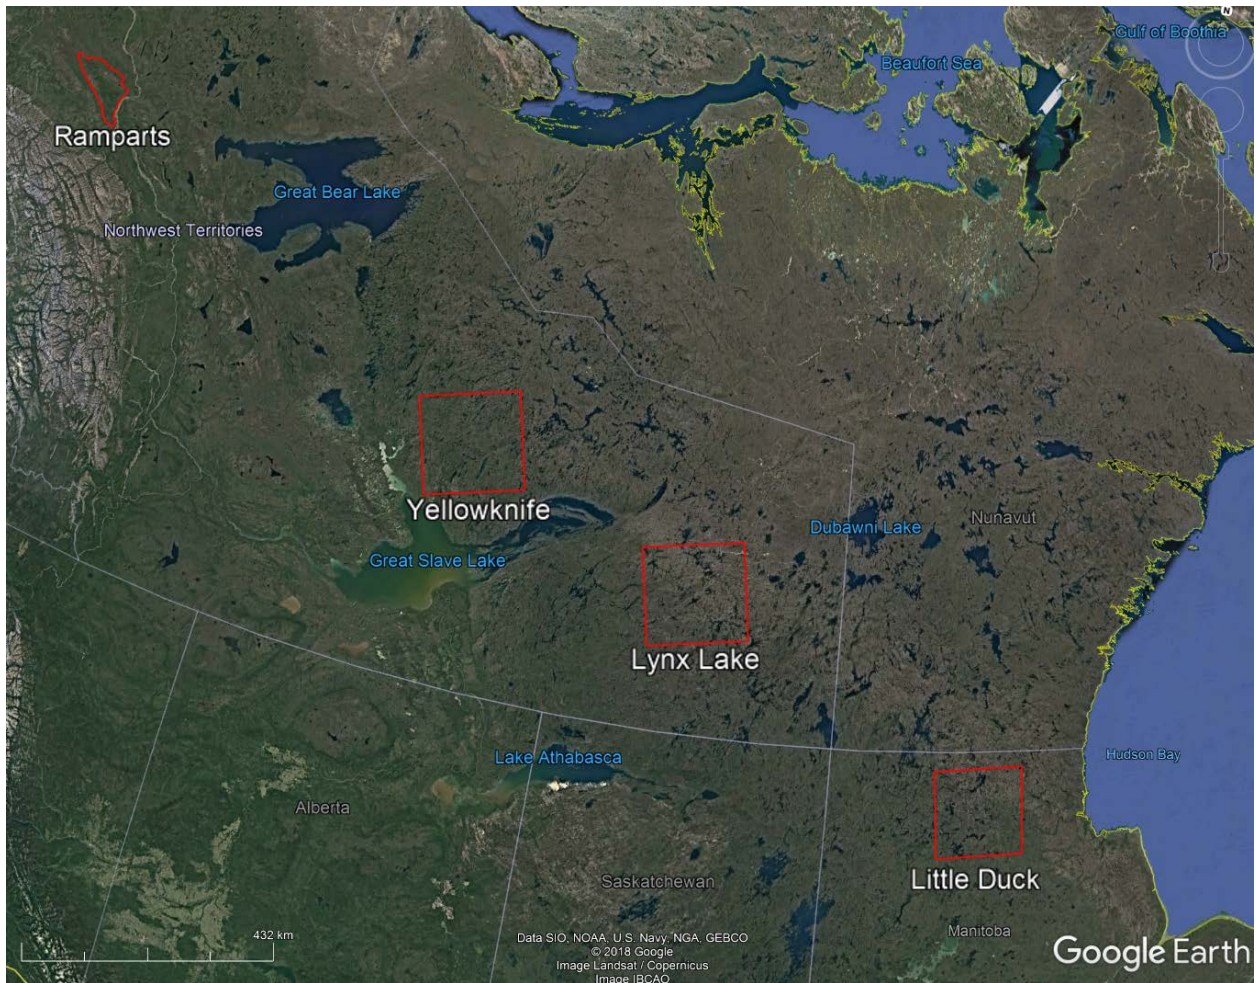 N
Gulf of Boothia
Beaufort Sea
Ramparts
Great Bear Lake
Northwest Territories
Yellowknife
Dubawni Lake
Nunavut
Great Slave Lake
Lynx Lake
Lake Athabasca
Hudson Bay
Alberta
Saskatchewan
Little Duck
Manitoba
432 km
Data SIO, NOAA, U.S. Navy, NGA, GEBCO
© 2018 Google
Image Landsat / Copernicus
Image IBCAO
Google Earth